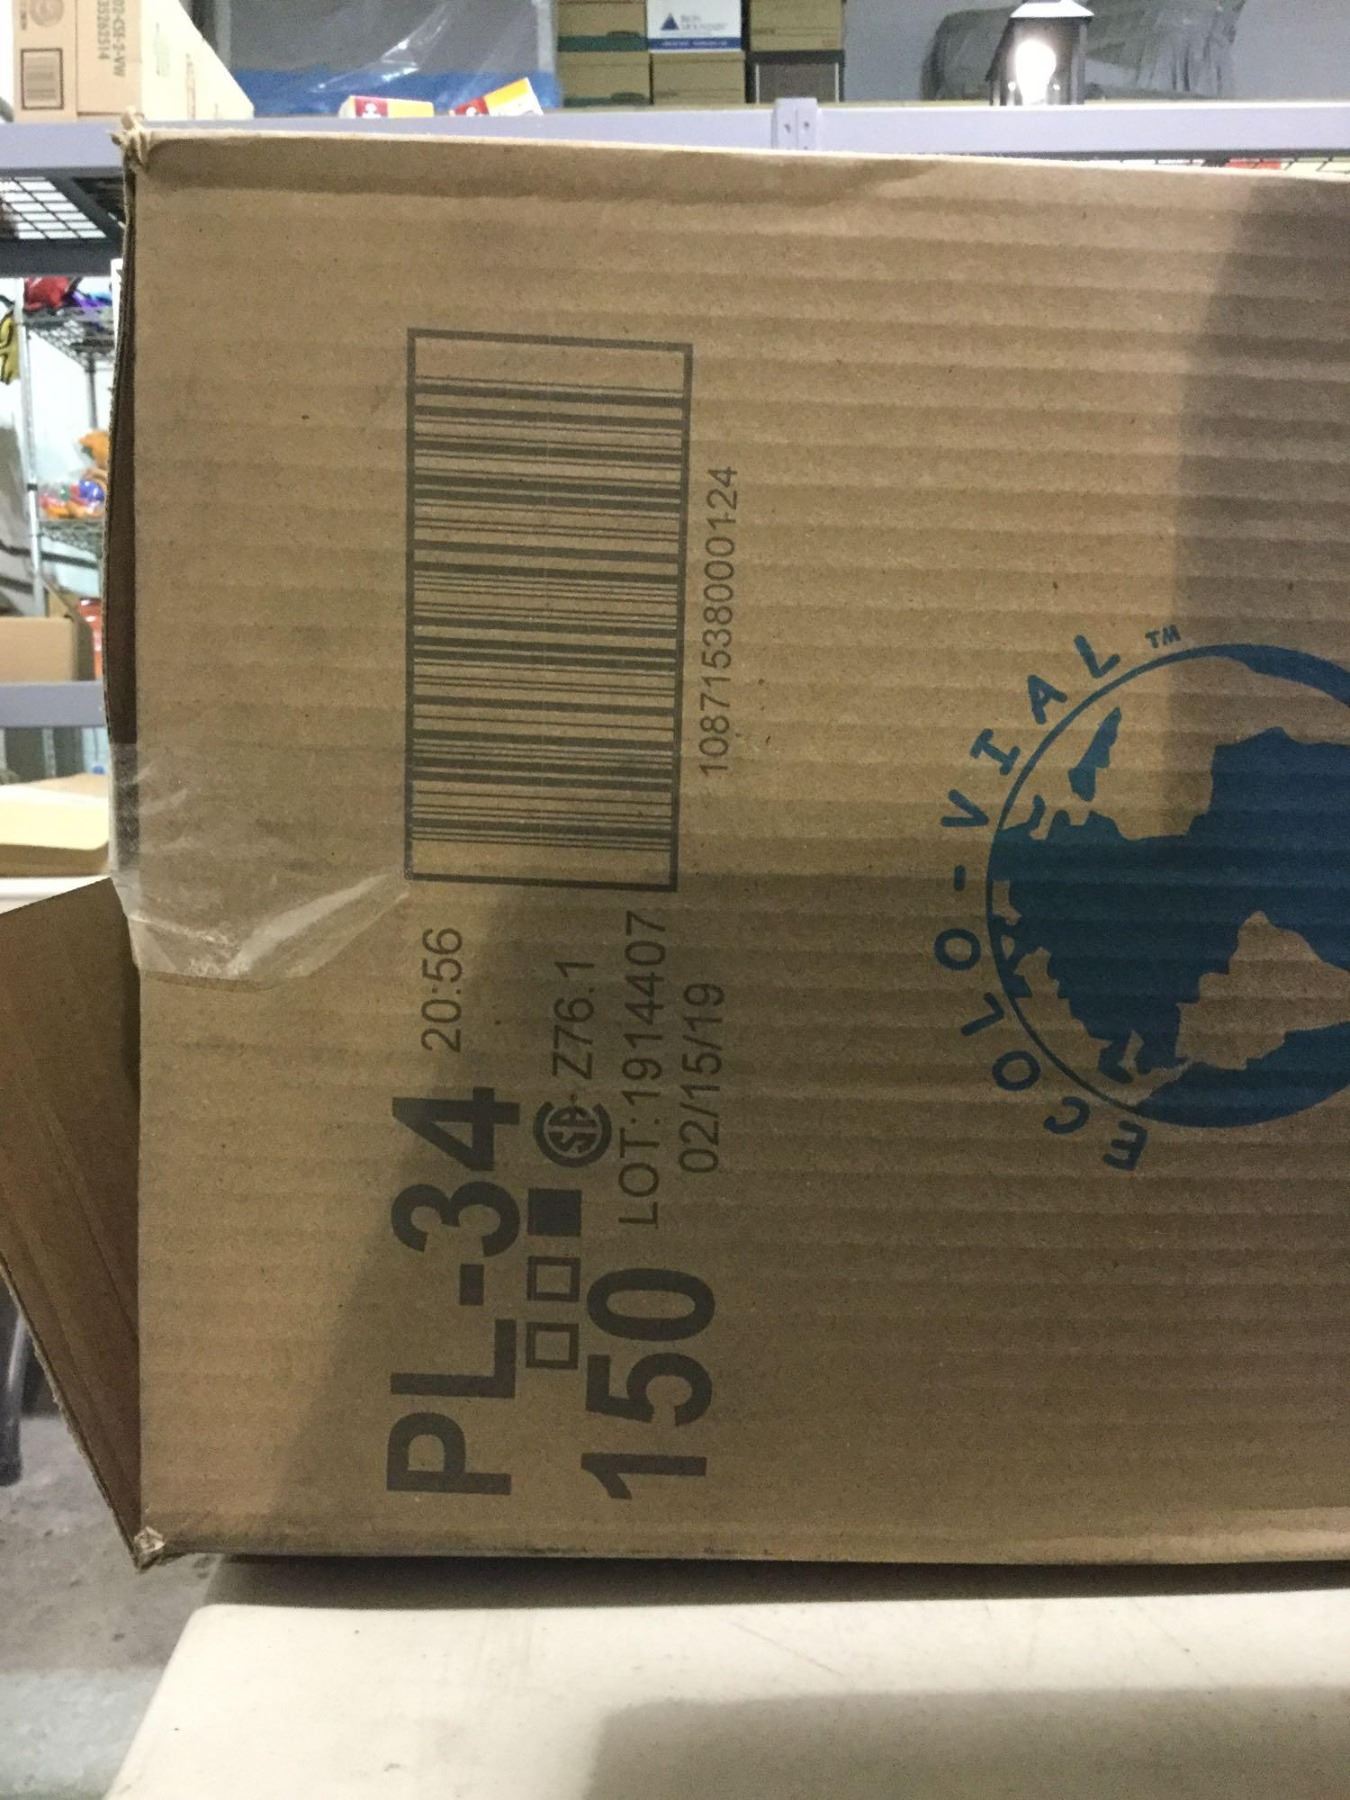 PL-34 20:56
Z76.1
150 LOT:1914407
02/15/19
10871538000124
ECOLO-VIAL™